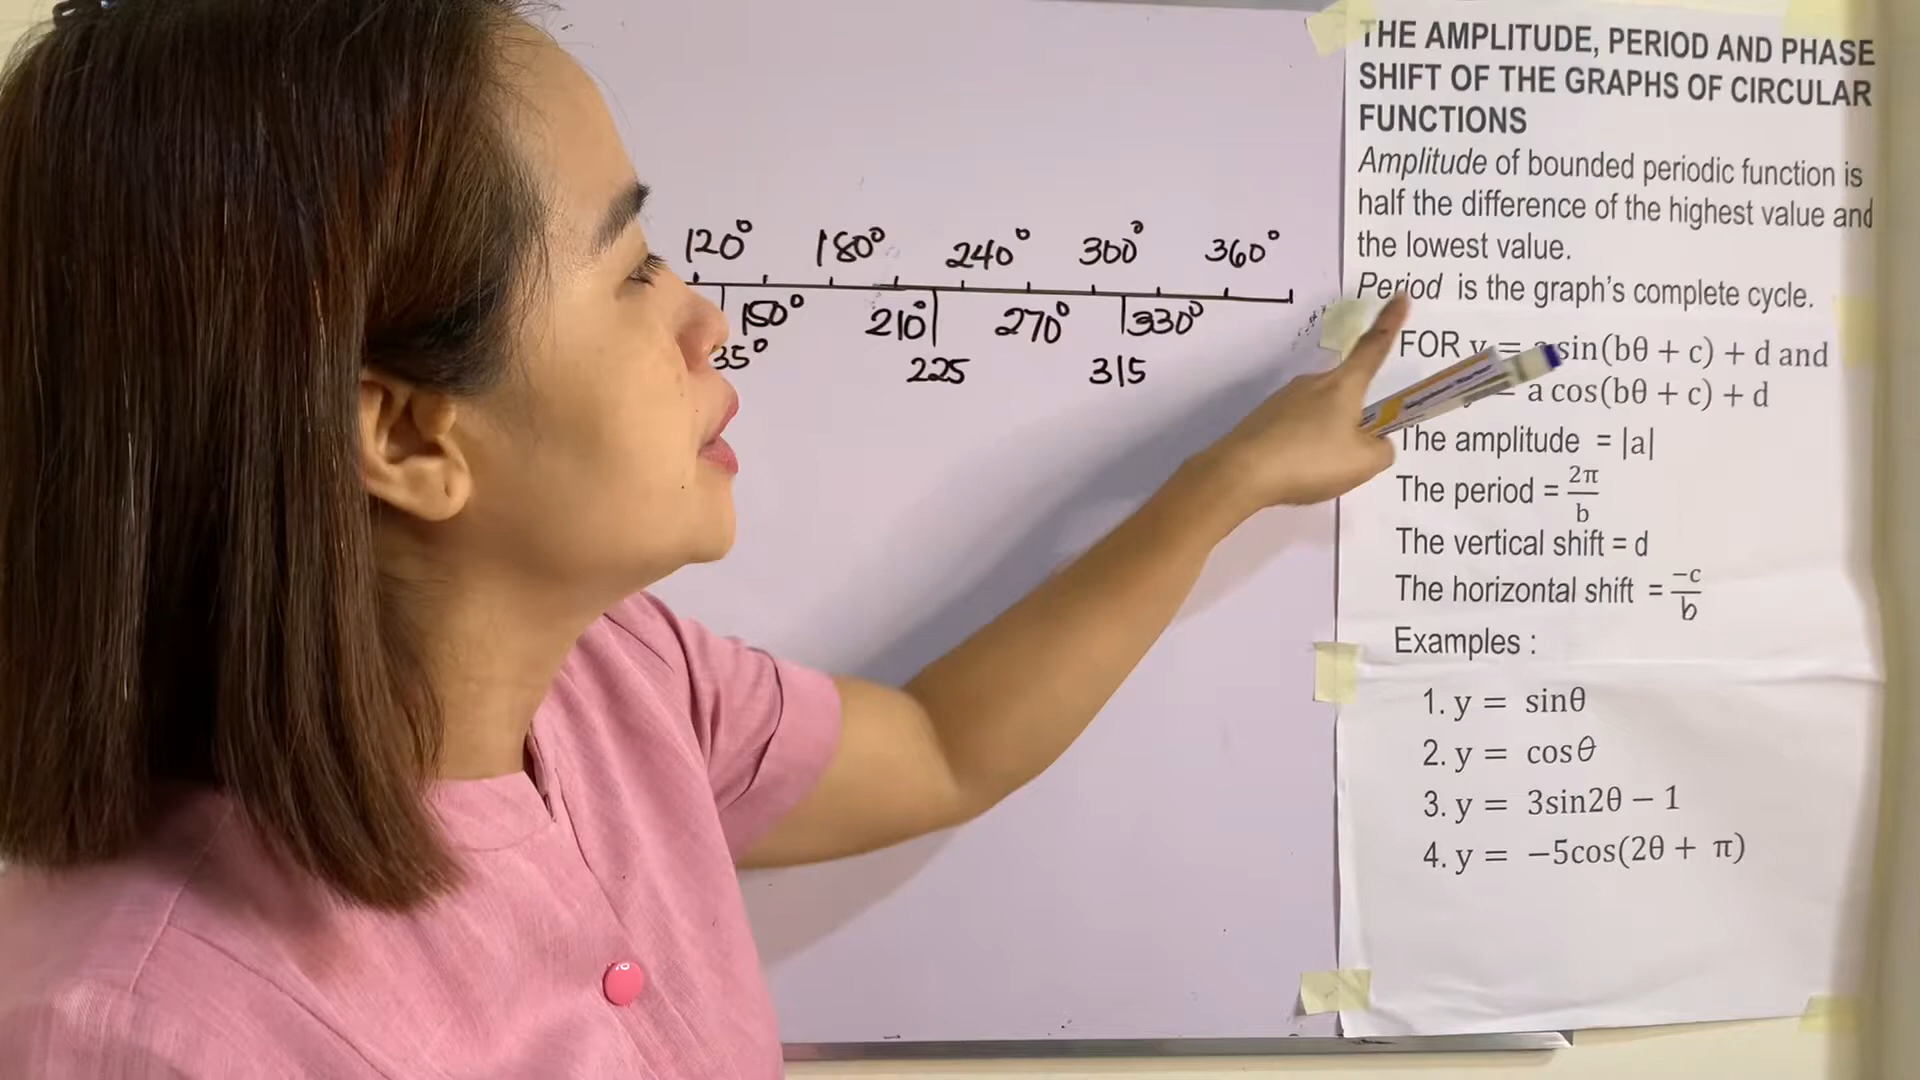 THE AMPLITUDE, PERIOD AND PHASE
SHIFT OF THE GRAPHS OF CIRCULAR
FUNCTIONS
Amplitude of bounded periodic function is
half the difference of the highest value and
the lowest value.
Period is the graph's complete cycle.
FOR y = sin(bθ + c) + d and
= a cos(bθ + c) + d
The amplitude = |a|
The period = 2π/b
The vertical shift = d
The horizontal shift = -c/b
Examples :
1. y = sinθ
2. y = cosθ
3. y = 3sin2θ − 1
4. y = −5cos(2θ + π)
120° 180° 240° 300° 360°
150° 210° 270° 330°
35° 225 315